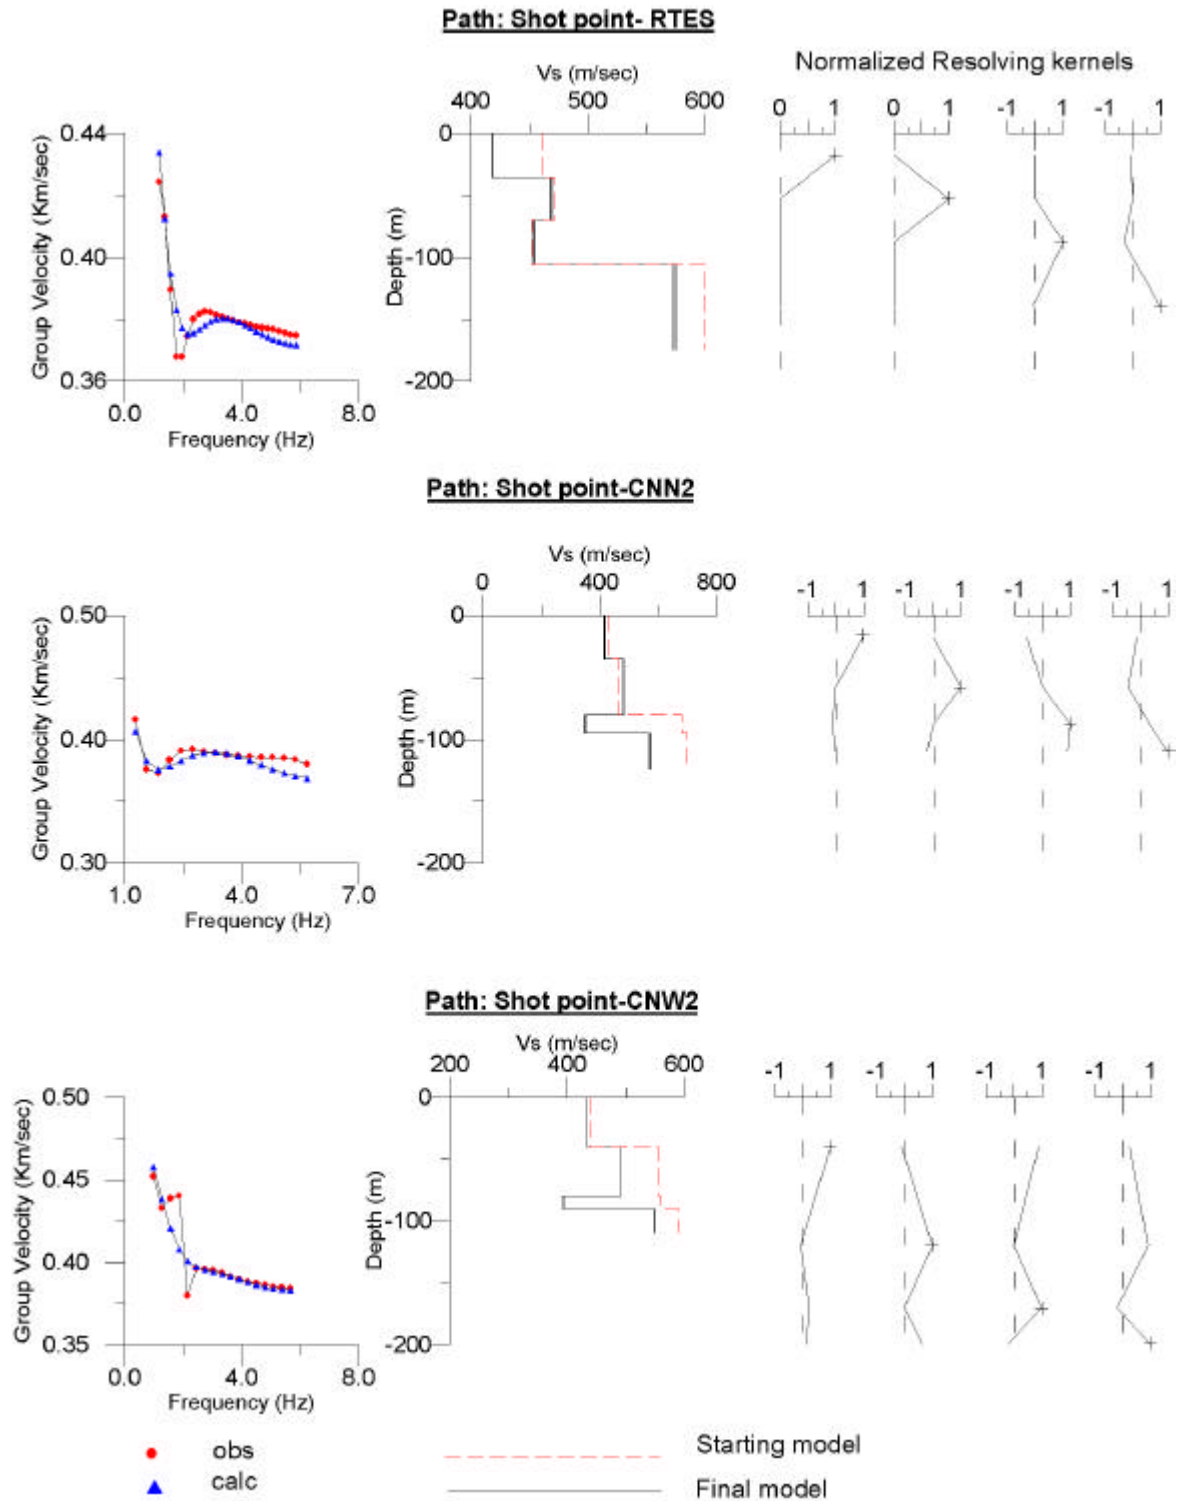 Path: Shot point- RTES
Normalized Resolving kernels
Vs (m/sec)
400 500 600
0 1 0 1 -1 1 -1 1
0.44
0.40
0.36
Group Velocity (Km/sec)
0.0 4.0 8.0
Frequency (Hz)
0
-100
-200
Depth (m)
Path: Shot point-CNN2
Vs (m/sec)
0 400 800
-1 1 -1 1 -1 1 -1 1
0.50
0.40
0.30
Group Velocity (Km/sec)
1.0 4.0 7.0
Frequency (Hz)
0
-100
-200
Depth (m)
Path: Shot point-CNW2
Vs (m/sec)
200 400 600
-1 1 -1 1 -1 1 -1 1
0.50
0.45
0.40
0.35
Group Velocity (Km/sec)
0.0 4.0 8.0
Frequency (Hz)
0
-100
-200
Depth (m)
obs
calc
Starting model
Final model